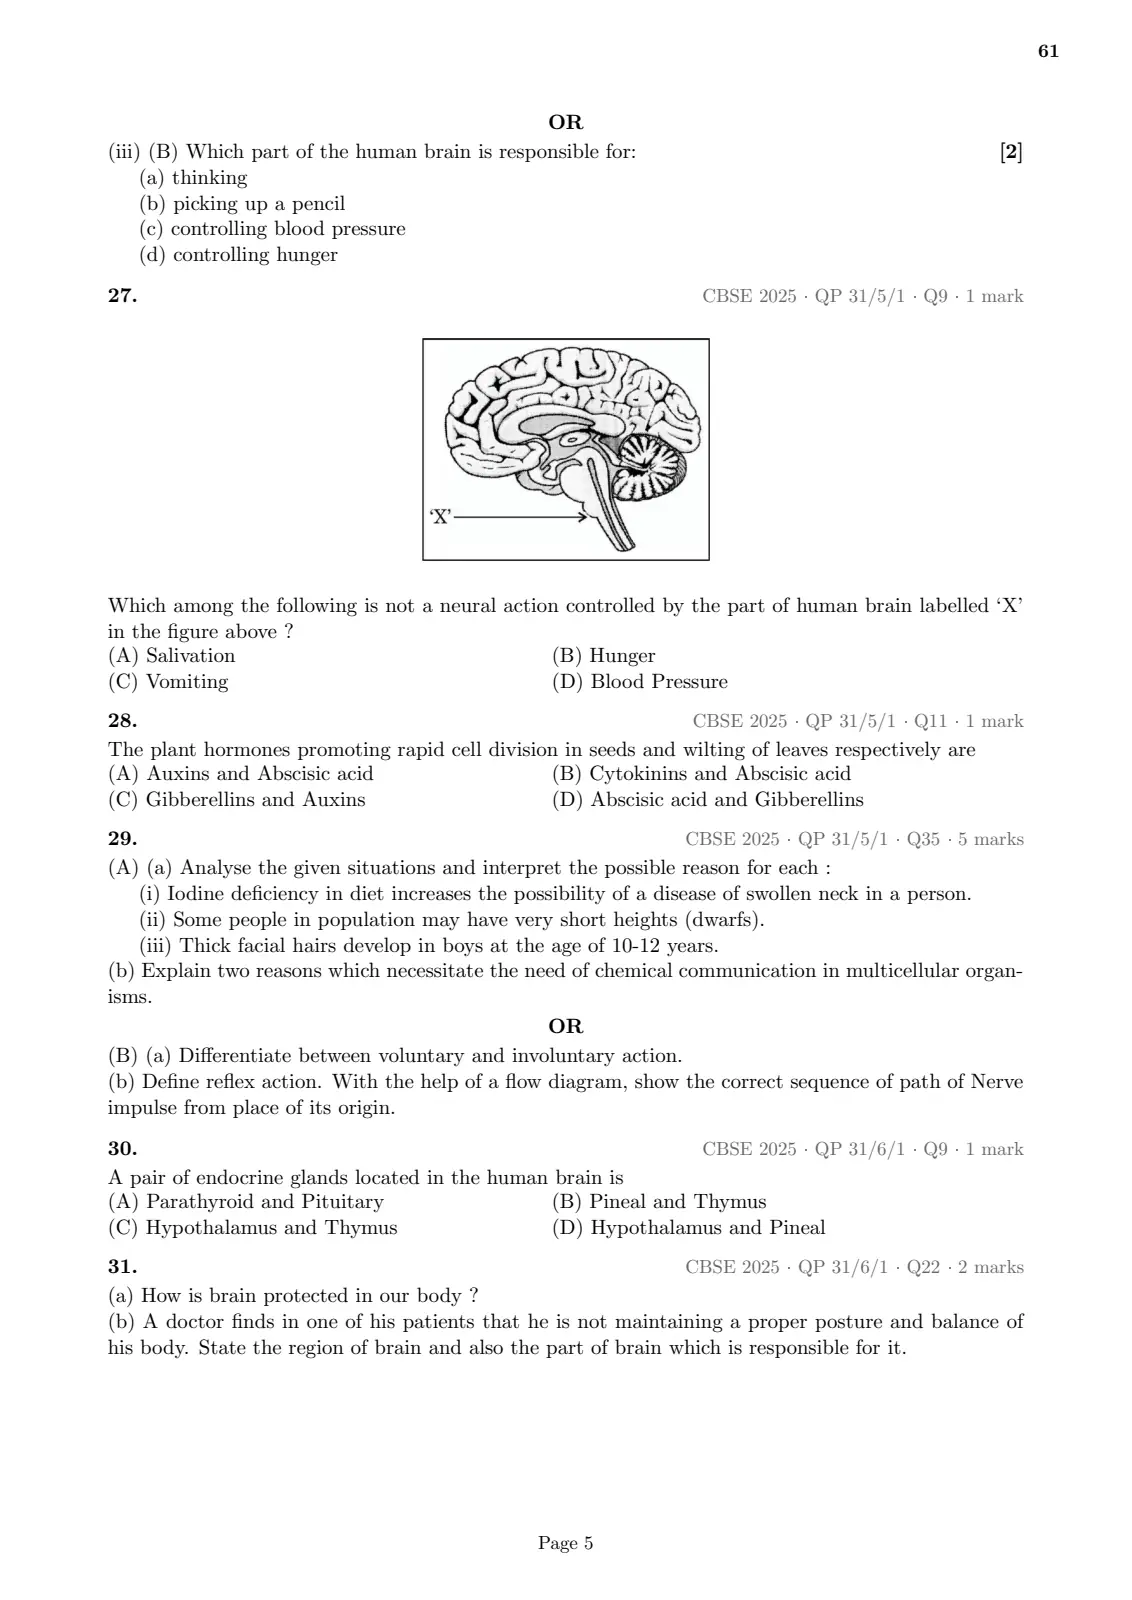 61
OR
(iii) (B) Which part of the human brain is responsible for: [2]
(a) thinking
(b) picking up a pencil
(c) controlling blood pressure
(d) controlling hunger
27. CBSE 2025 · QP 31/5/1 · Q9 · 1 mark
‘X’
Which among the following is not a neural action controlled by the part of human brain labelled ‘X’
in the figure above ?
(A) Salivation (B) Hunger
(C) Vomiting (D) Blood Pressure
28. CBSE 2025 · QP 31/5/1 · Q11 · 1 mark
The plant hormones promoting rapid cell division in seeds and wilting of leaves respectively are
(A) Auxins and Abscisic acid (B) Cytokinins and Abscisic acid
(C) Gibberellins and Auxins (D) Abscisic acid and Gibberellins
29. CBSE 2025 · QP 31/5/1 · Q35 · 5 marks
(A) (a) Analyse the given situations and interpret the possible reason for each :
(i) Iodine deficiency in diet increases the possibility of a disease of swollen neck in a person.
(ii) Some people in population may have very short heights (dwarfs).
(iii) Thick facial hairs develop in boys at the age of 10-12 years.
(b) Explain two reasons which necessitate the need of chemical communication in multicellular organ-
isms.
OR
(B) (a) Differentiate between voluntary and involuntary action.
(b) Define reflex action. With the help of a flow diagram, show the correct sequence of path of Nerve
impulse from place of its origin.
30. CBSE 2025 · QP 31/6/1 · Q9 · 1 mark
A pair of endocrine glands located in the human brain is
(A) Parathyroid and Pituitary (B) Pineal and Thymus
(C) Hypothalamus and Thymus (D) Hypothalamus and Pineal
31. CBSE 2025 · QP 31/6/1 · Q22 · 2 marks
(a) How is brain protected in our body ?
(b) A doctor finds in one of his patients that he is not maintaining a proper posture and balance of
his body. State the region of brain and also the part of brain which is responsible for it.
Page 5